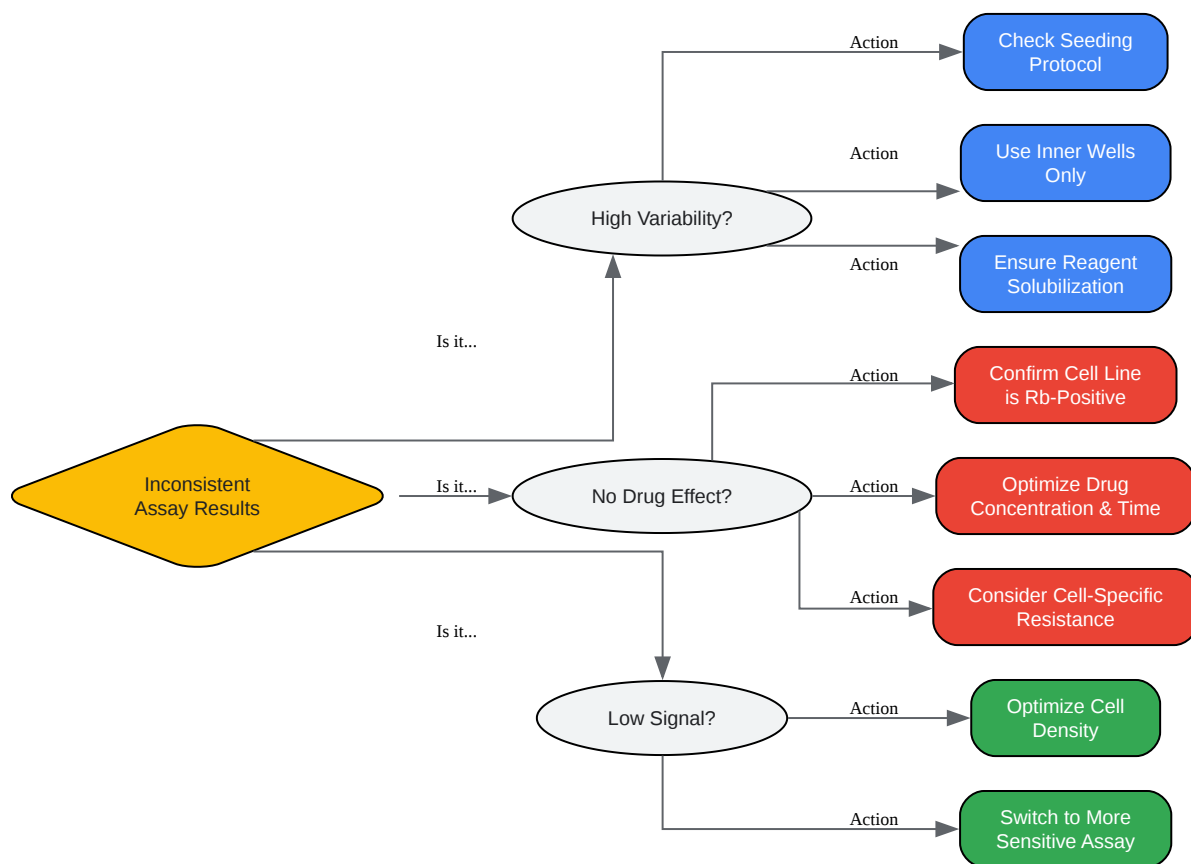 Action
Check Seeding
Protocol
Action
Use Inner Wells
Only
High Variability?
Action
Ensure Reagent
Solubilization
Is it...
Action
Confirm Cell Line
is Rb-Positive
Inconsistent
Assay Results
Is it...
No Drug Effect?
Action
Optimize Drug
Concentration & Time
Action
Consider Cell-Specific
Resistance
Is it...
Low Signal?
Action
Optimize Cell
Density
Action
Switch to More
Sensitive Assay